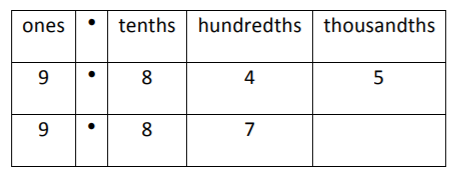 ones • tenths hundredths thousandths
9 • 8 4 5
9 • 8 7